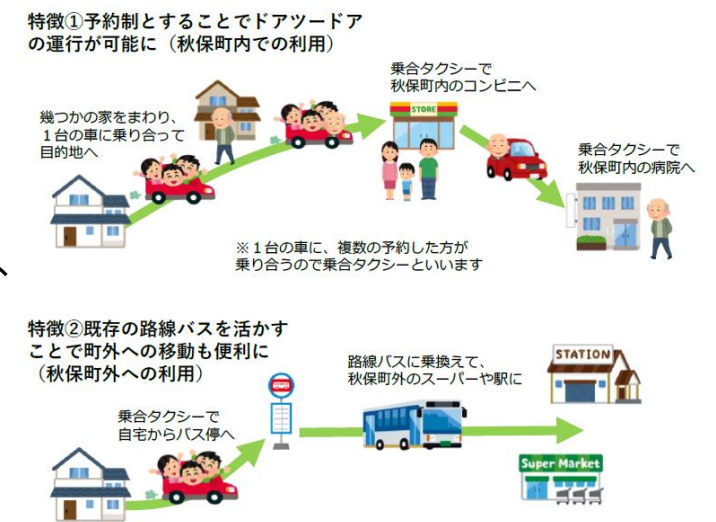 特徴①予約制とすることでドアツードア
の運行が可能に（秋保町内での利用）
乗合タクシーで
秋保町内のコンビニへ
幾つかの家をまわり、
１台の車に乗り合って
目的地へ
STORE
乗合タクシーで
秋保町内の病院へ
※１台の車に、複数の予約した方が
乗り合うので乗合タクシーといいます
特徴②既存の路線バスを活かす
ことで町外への移動も便利に
（秋保町外への利用）
路線バスに乗換えて、
秋保町外のスーパーや駅に
STATION
乗合タクシーで
自宅からバス停へ
Super Market